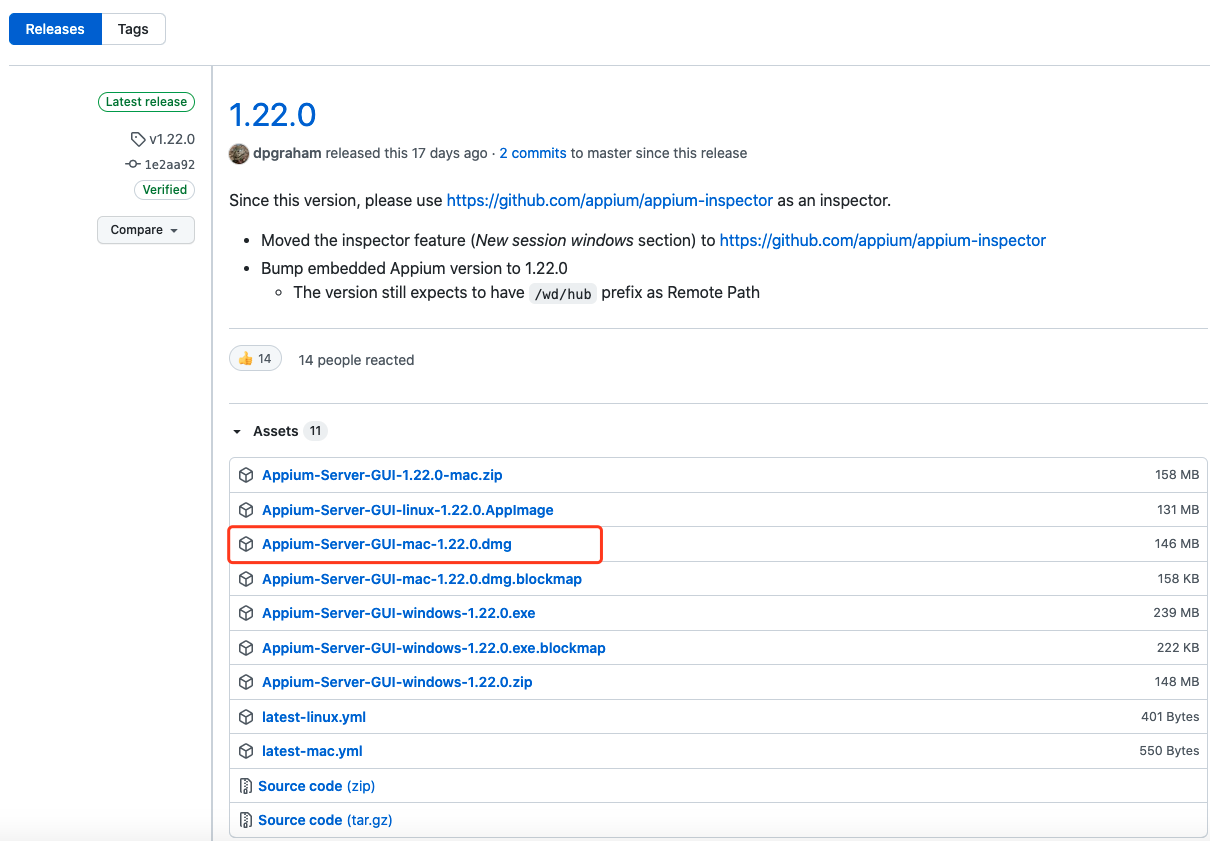 Releases Tags
Latest release
v1.22.0
1e2aa92
Verified
Compare
1.22.0
dpgraham released this 17 days ago · 2 commits to master since this release
Since this version, please use https://github.com/appium/appium-inspector as an inspector.
• Moved the inspector feature (New session windows section) to https://github.com/appium/appium-inspector
• Bump embedded Appium version to 1.22.0
◦ The version still expects to have /wd/hub prefix as Remote Path
👍 14 14 people reacted
Assets 11
Appium-Server-GUI-1.22.0-mac.zip 158 MB
Appium-Server-GUI-linux-1.22.0.AppImage 131 MB
Appium-Server-GUI-mac-1.22.0.dmg 146 MB
Appium-Server-GUI-mac-1.22.0.dmg.blockmap 158 KB
Appium-Server-GUI-windows-1.22.0.exe 239 MB
Appium-Server-GUI-windows-1.22.0.exe.blockmap 222 KB
Appium-Server-GUI-windows-1.22.0.zip 148 MB
latest-linux.yml 401 Bytes
latest-mac.yml 550 Bytes
Source code (zip)
Source code (tar.gz)